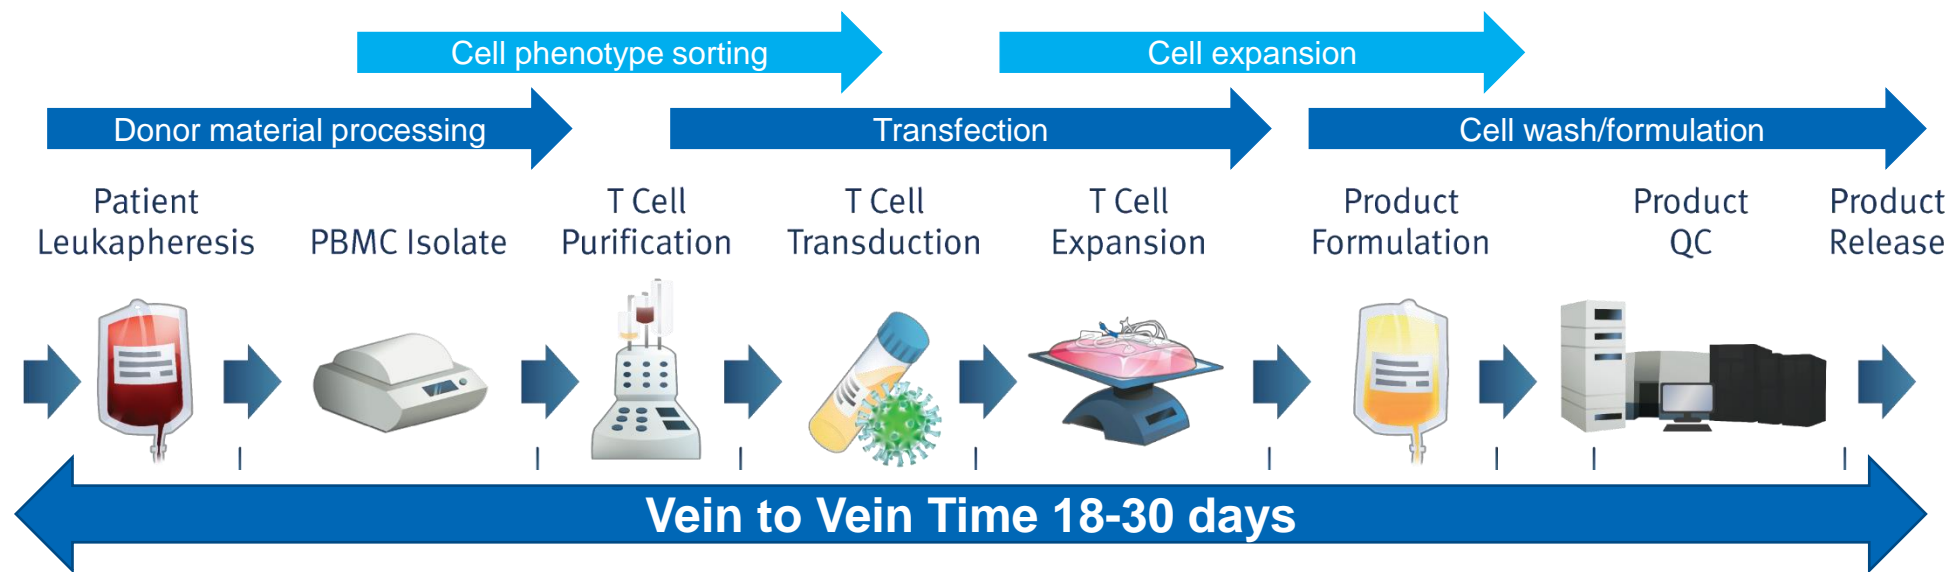 Cell phenotype sorting
Cell expansion
Donor material processing
Transfection
Cell wash/formulation
Patient
Leukapheresis
PBMC Isolate
T Cell
Purification
T Cell
Transduction
T Cell
Expansion
Product
Formulation
Product
QC
Product
Release
Vein to Vein Time 18-30 days